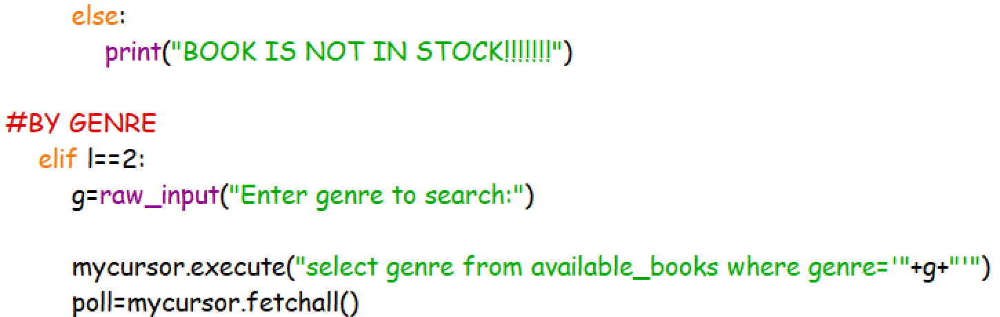 else:
print("BOOK IS NOT IN STOCK!!!!!!!")
#BY GENRE
elif l==2:
g=raw_input("Enter genre to search:")
mycursor.execute("select genre from available_books where genre='"+g+"'")
poll=mycursor.fetchall()